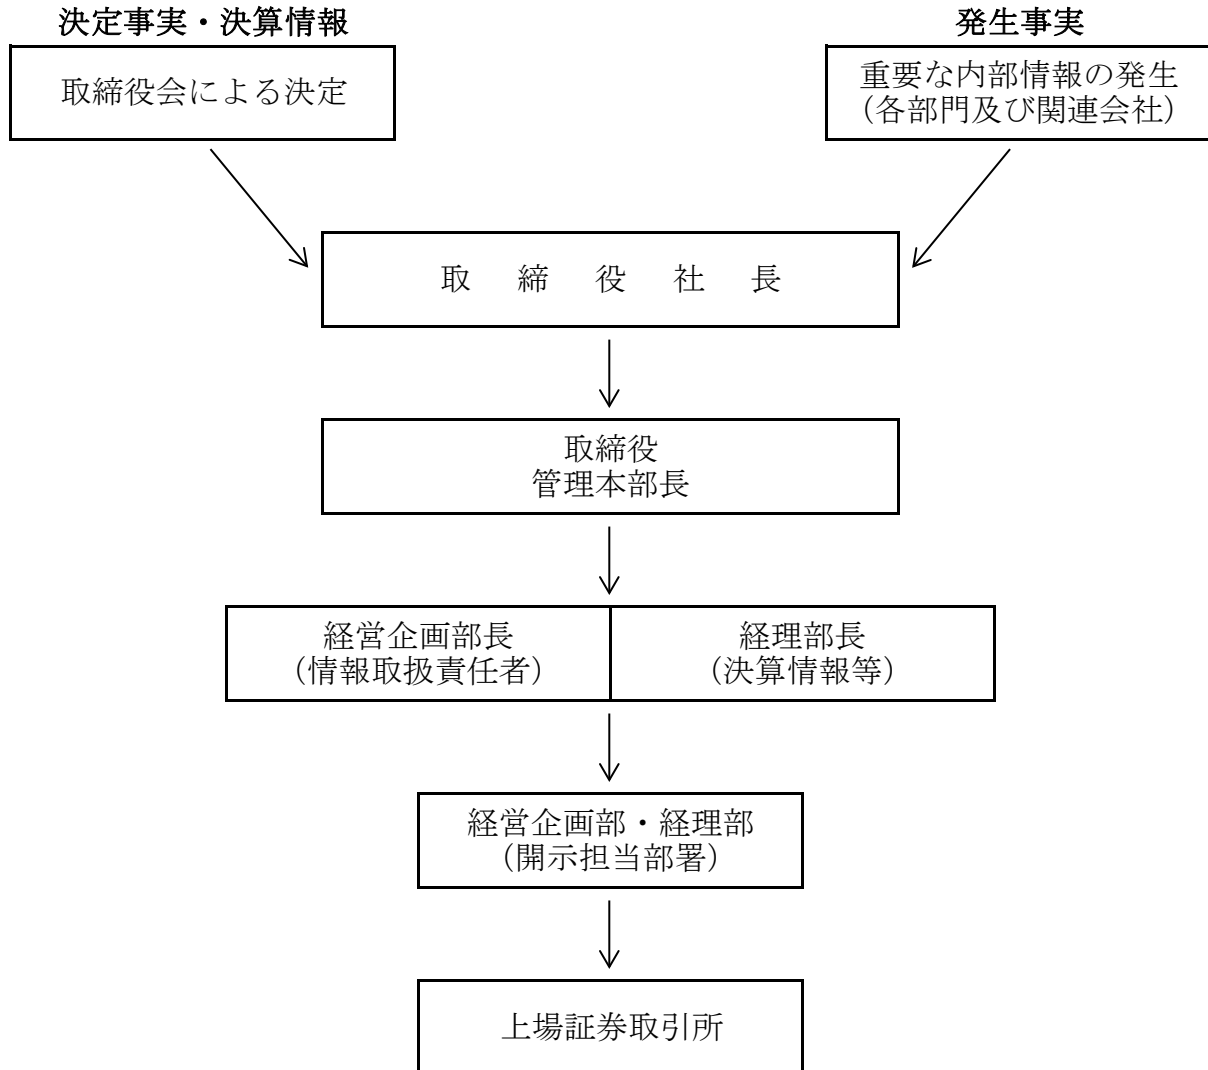 決定事実・決算情報
発生事実
取締役会による決定
重要な内部情報の発生
（各部門及び関連会社）
取締役社長
取締役
管理本部長
経営企画部長
（情報取扱責任者）
経理部長
（決算情報等）
経営企画部・経理部
（開示担当部署）
上場証券取引所